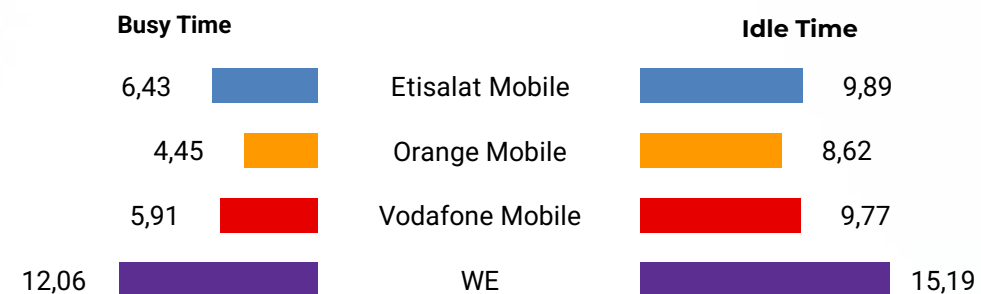 Busy Time
Idle Time
6,43 Etisalat Mobile 9,89
4,45 Orange Mobile 8,62
5,91 Vodafone Mobile 9,77
12,06 WE 15,19